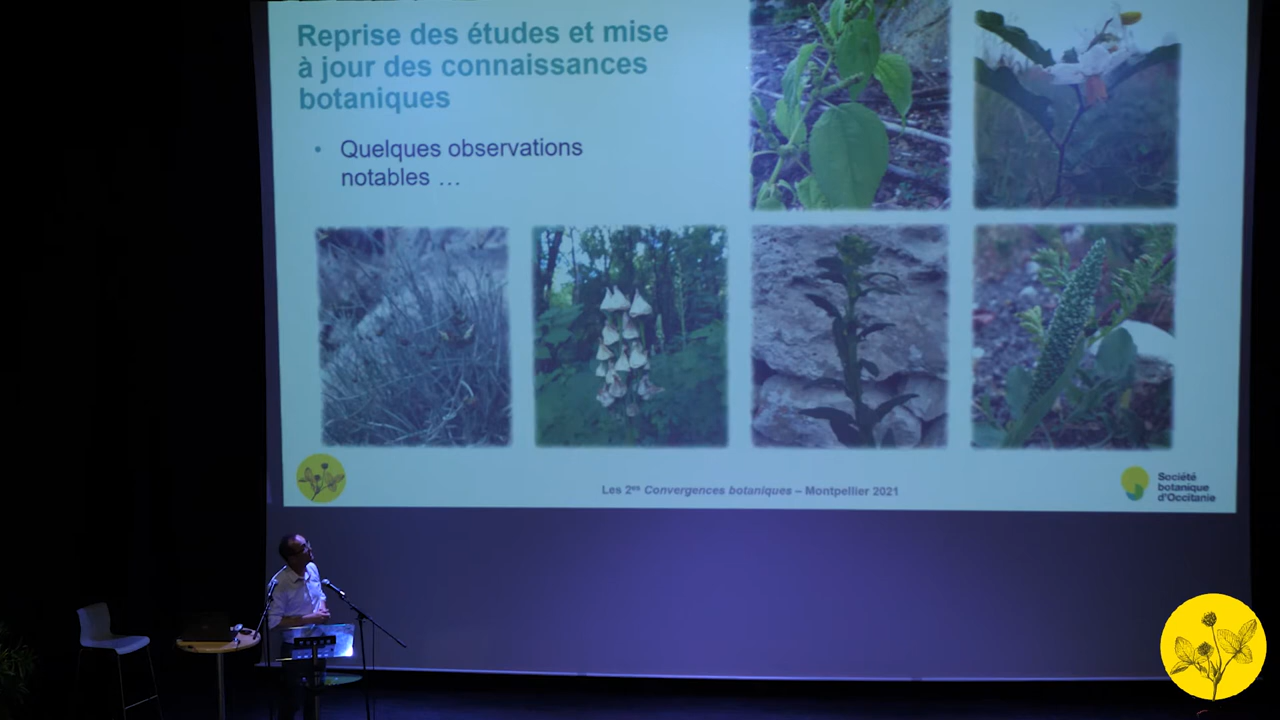 Reprise des études et mise
à jour des connaissances
botaniques
• Quelques observations
notables …
Les 2es Convergences botaniques – Montpellier 2021
Société
botanique
d'Occitanie